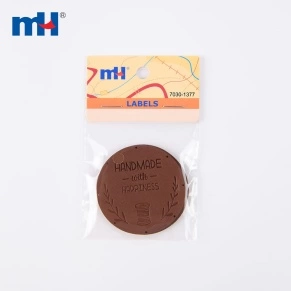 mH®
mH®
7030-1377
LABELS
HANDMADE
-with-
HAPPINESS